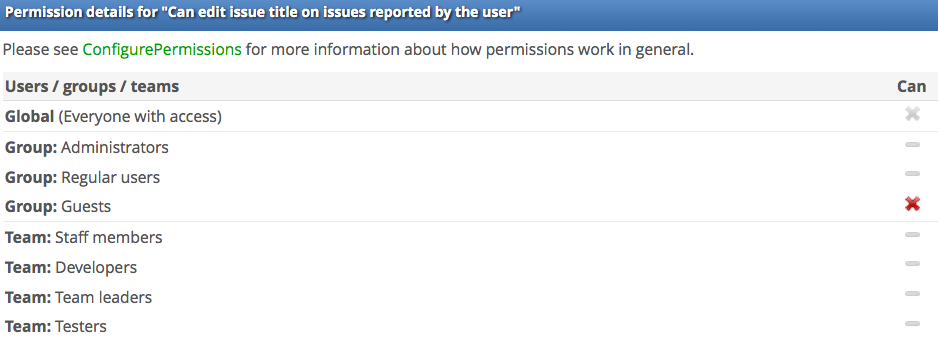 Permission details for "Can edit issue title on issues reported by the user"
Please see ConfigurePermissions for more information about how permissions work in general.
Users / groups / teams Can
Global (Everyone with access)
Group: Administrators
Group: Regular users
Group: Guests
Team: Staff members
Team: Developers
Team: Team leaders
Team: Testers